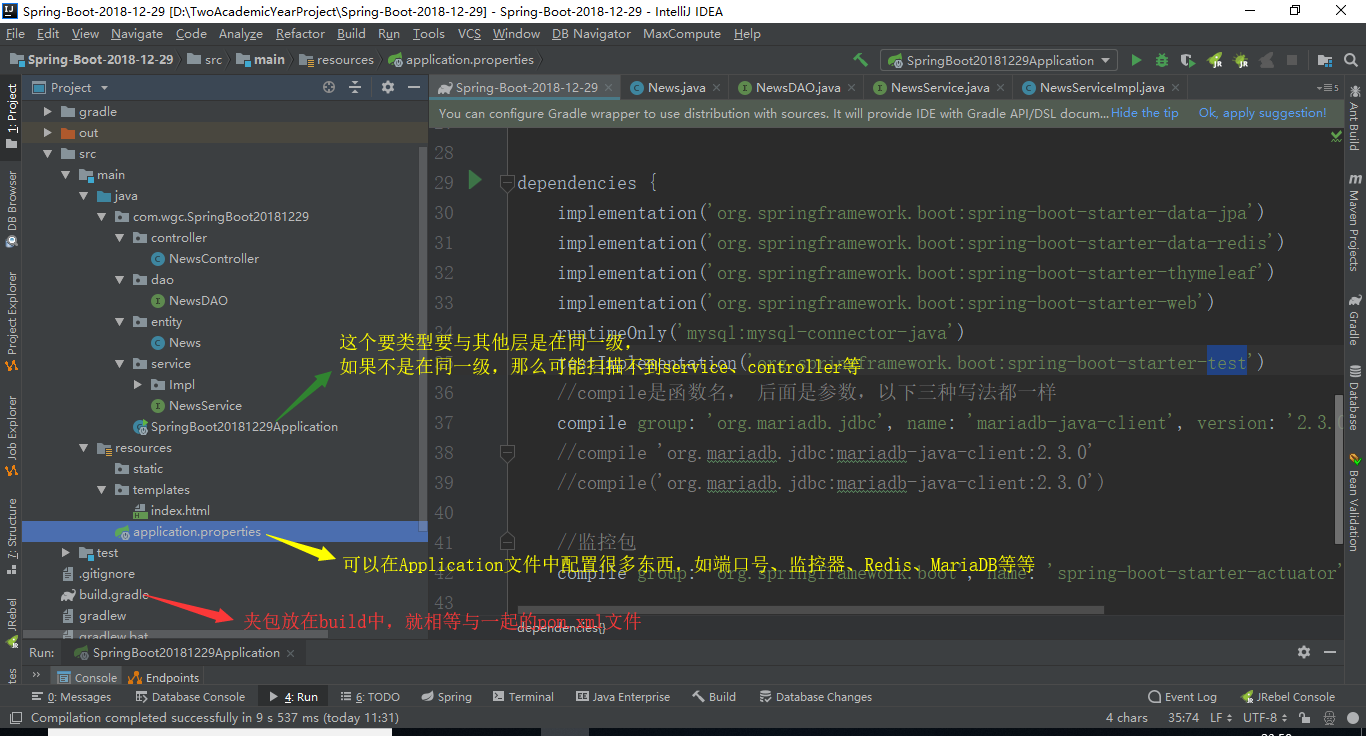 Spring-Boot-2018-12-29 [D:\TwoAcademicYearProject\Spring-Boot-2018-12-29] - Spring-Boot-2018-12-29 - IntelliJ IDEA
File Edit View Navigate Code Analyze Refactor Build Run Tools VCS Window DB Navigator MaxCompute Help
Spring-Boot-2018-12-29 src main resources application.properties SpringBoot20181229Application
Project
Spring-Boot-2018-12-29 News.java NewsDAO.java NewsService.java NewsServiceImpl.java 5
You can configure Gradle wrapper to use distribution with sources. It will provide IDE with Gradle API/DSL docum... Hide the tip Ok, apply suggestion!
1: Project
DB Browser
Project Explorer
Job Explorer
7: Structure
JRebel
gradle
out
src
main
java
com.wgc.SpringBoot20181229
controller
NewsController
dao
NewsDAO
entity
News
service
Impl
NewsService
SpringBoot20181229Application
resources
static
templates
index.html
application.properties
test
.gitignore
build.gradle
gradlew
gradlew.bat
28
29 dependencies {
30 implementation('org.springframework.boot:spring-boot-starter-data-jpa')
31 implementation('org.springframework.boot:spring-boot-starter-data-redis')
32 implementation('org.springframework.boot:spring-boot-starter-thymeleaf')
33 implementation('org.springframework.boot:spring-boot-starter-web')
34 runtimeOnly('mysql:mysql-connector-java')
'org.springframework.boot:spring-boot-starter-test')
36 //compile是函数名， 后面是参数，以下三种写法都一样
37 compile group: 'org.mariadb.jdbc', name: 'mariadb-java-client', version: '2.3.0
38 //compile 'org.mariadb.jdbc:mariadb-java-client:2.3.0'
39 //compile('org.mariadb.jdbc:mariadb-java-client:2.3.0')
40
41 //监控包
42 compile group: 'org.springframework.boot', name: 'spring-boot-starter-actuator'
43
dependencies{}
这个要类型要与其他层是在同一级，
如果不是在同一级，那么可能扫描不到service、controller等
可以在Application文件中配置很多东西，如端口号、监控器、Redis、MariaDB等等
夹包放在build中，就相等与一起的pom.xml文件
Ant Build
Maven Projects
Gradle
Database
Bean Validation
Run: SpringBoot20181229Application
Console Endpoints
0: Messages Database Console 4: Run 6: TODO Spring Terminal Java Enterprise Build Database Changes Event Log JRebel Console
Compilation completed successfully in 9 s 537 ms (today 11:31) 4 chars 35:74 LF UTF-8